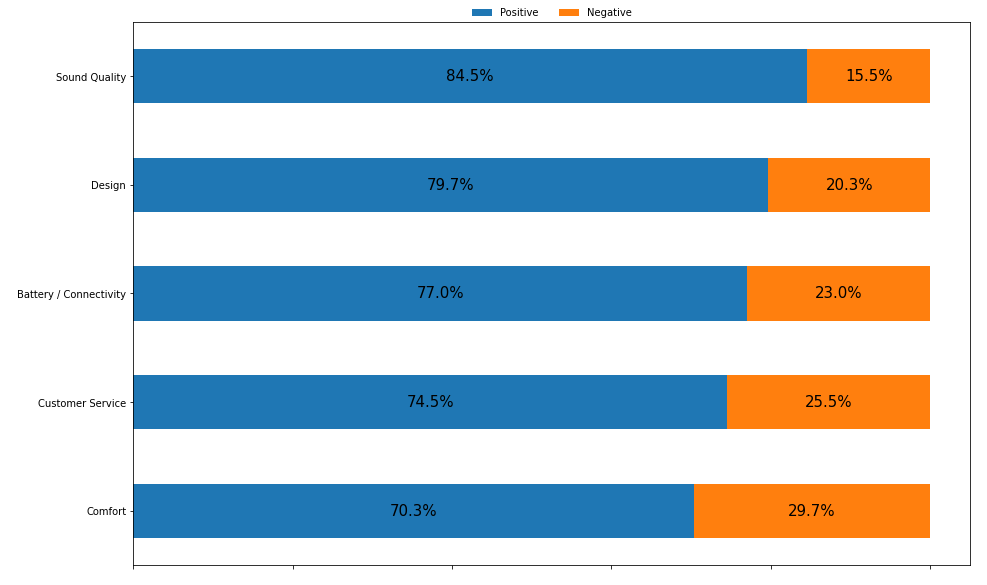 Positive Negative
Sound Quality 84.5% 15.5%
Design 79.7% 20.3%
Battery / Connectivity 77.0% 23.0%
Customer Service 74.5% 25.5%
Comfort 70.3% 29.7%